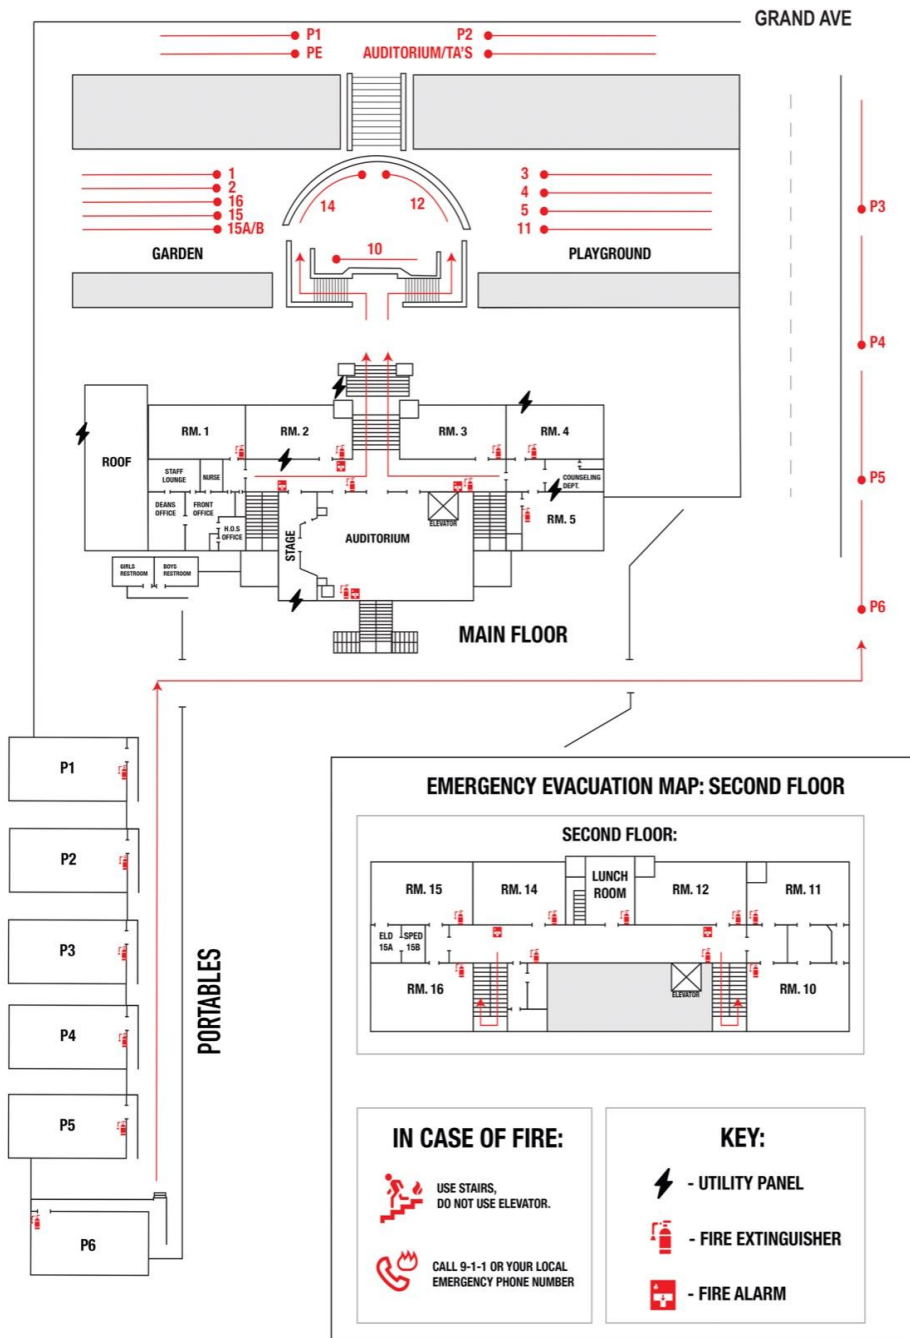 GRAND AVE
P1
P2
PE
AUDITORIUM/TA'S
1
2
16
15
15A/B
GARDEN
14
12
10
3
4
5
11
PLAYGROUND
P3
P4
P5
P6
ROOF
RM. 1
RM. 2
RM. 3
RM. 4
STAFF
LOUNGE
NURSE
DEANS
OFFICE
FRONT
OFFICE
H.O.S
OFFICE
COUNSELING
DEPT.
RM. 5
STAGE
AUDITORIUM
ELEVATOR
GIRLS
RESTROOM
BOYS
RESTROOM
MAIN FLOOR
P1
P2
P3
P4
P5
P6
PORTABLES
EMERGENCY EVACUATION MAP: SECOND FLOOR
SECOND FLOOR:
RM. 15
RM. 14
LUNCH
ROOM
RM. 12
RM. 11
ELD
15A
SPED
15B
RM. 16
ELEVATOR
RM. 10
IN CASE OF FIRE:
USE STAIRS,
DO NOT USE ELEVATOR.
CALL 9-1-1 OR YOUR LOCAL
EMERGENCY PHONE NUMBER
KEY:
- UTILITY PANEL
- FIRE EXTINGUISHER
- FIRE ALARM